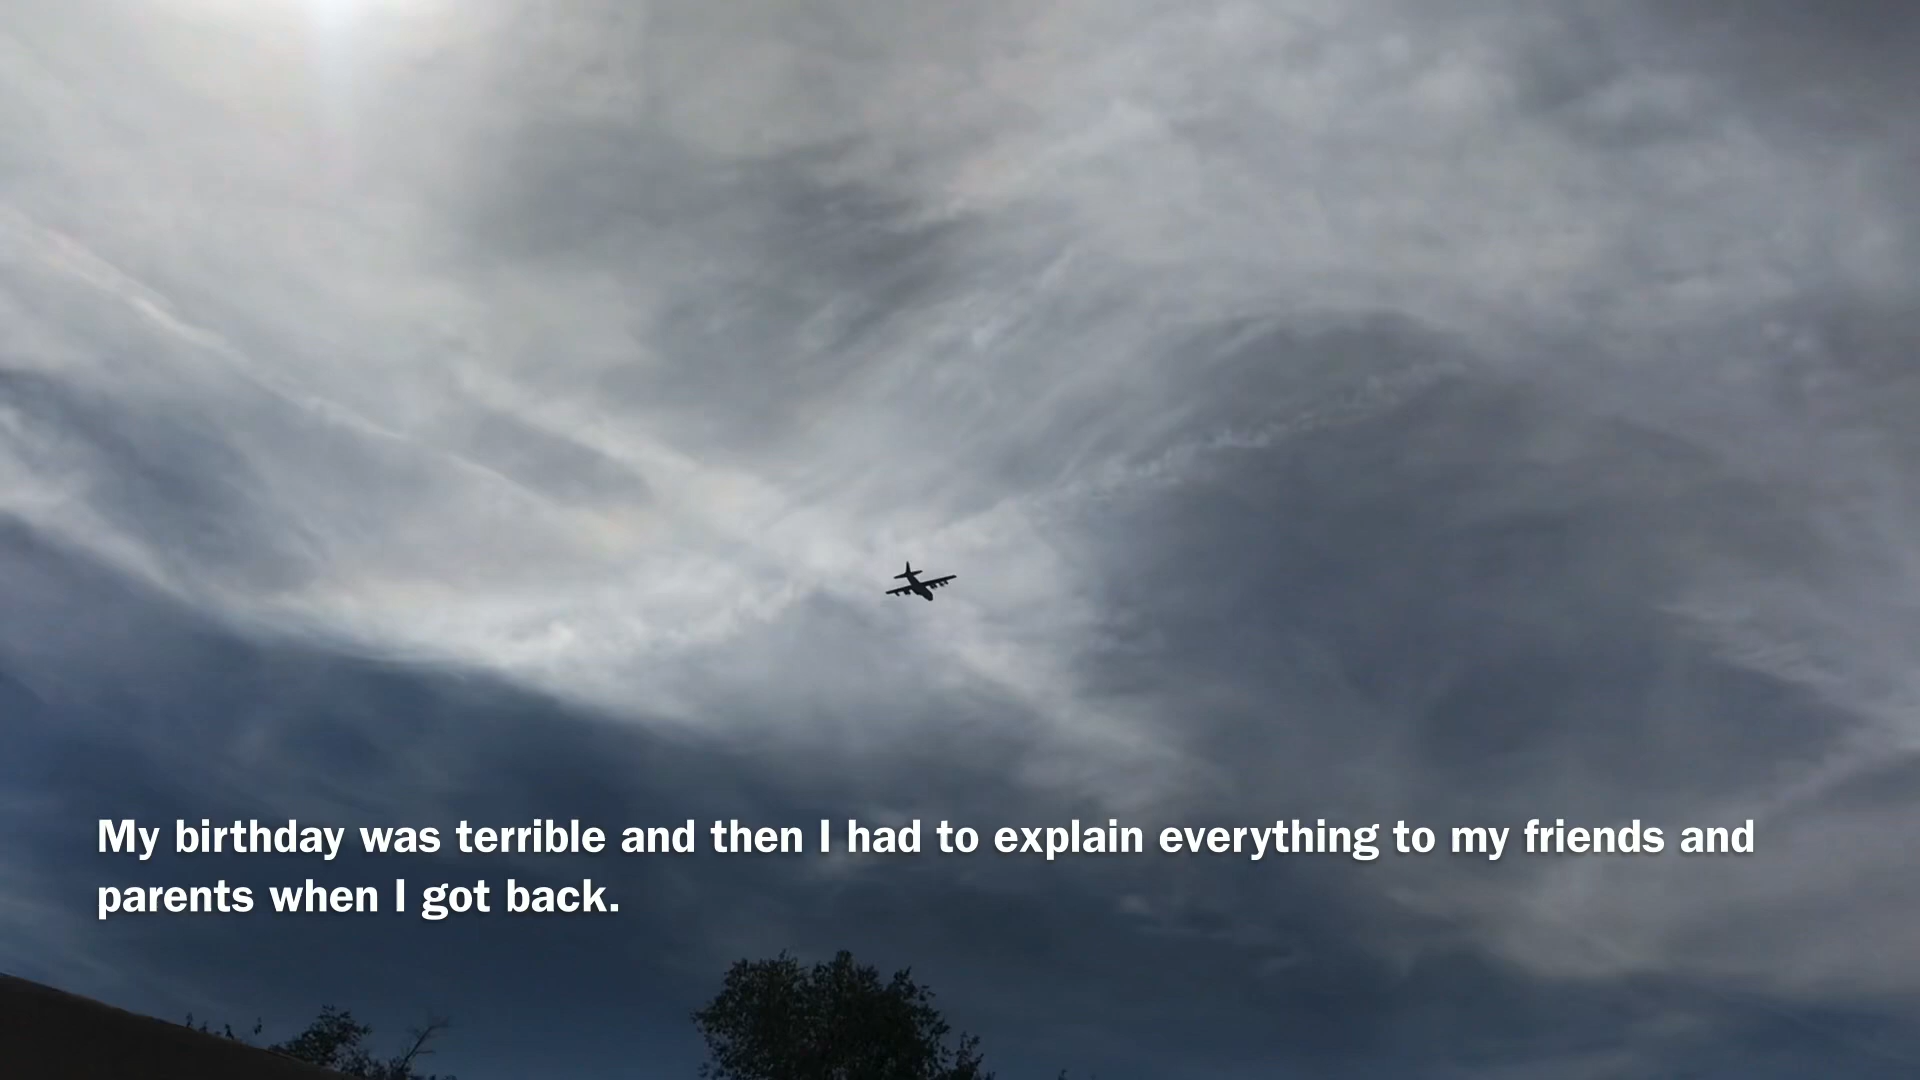 My birthday was terrible and then I had to explain everything to my friends and
parents when I got back.